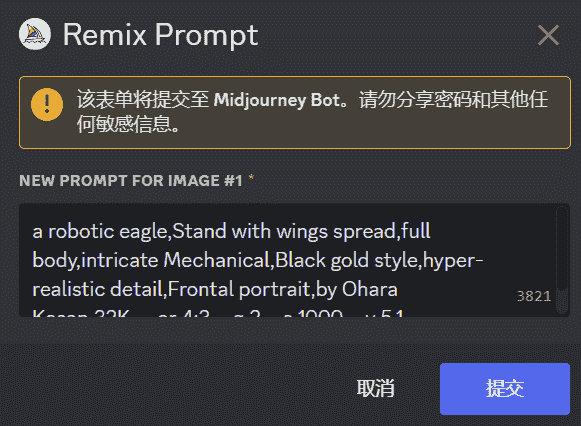 Remix Prompt
该表单将提交至 Midjourney Bot。请勿分享密码和其他任
何敏感信息。
NEW PROMPT FOR IMAGE #1 *
a robotic eagle,Stand with wings spread,full
body,intricate Mechanical,Black gold style,hyper-
realistic detail,Frontal portrait,by Ohara
3821
Koson 32K
取消
提交